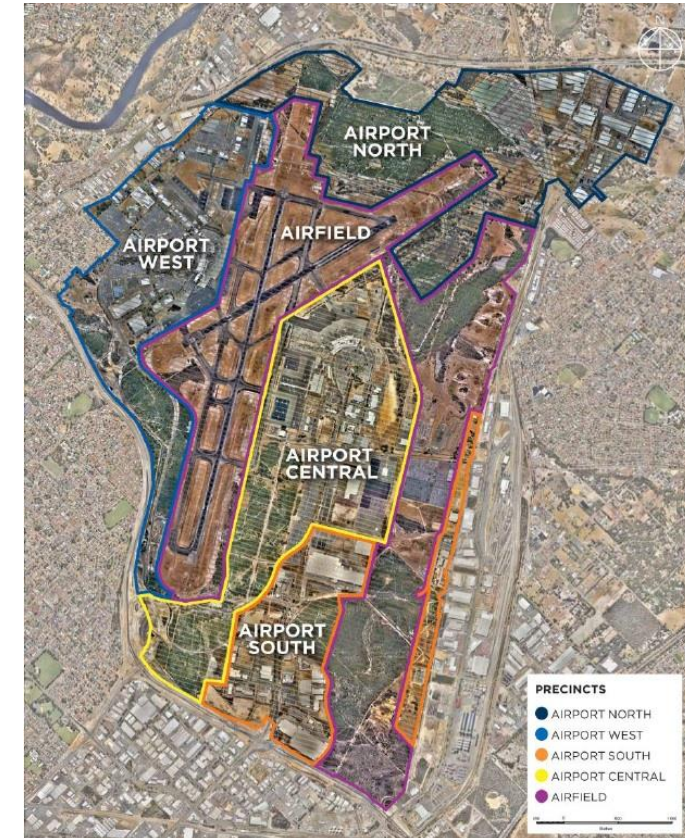 AIRPORT
NORTH
AIRFIELD
AIRPORT
WEST
AIRPORT
CENTRAL
AIRPORT
SOUTH
PRECINCTS
AIRPORT NORTH
AIRPORT WEST
AIRPORT SOUTH
AIRPORT CENTRAL
AIRFIELD